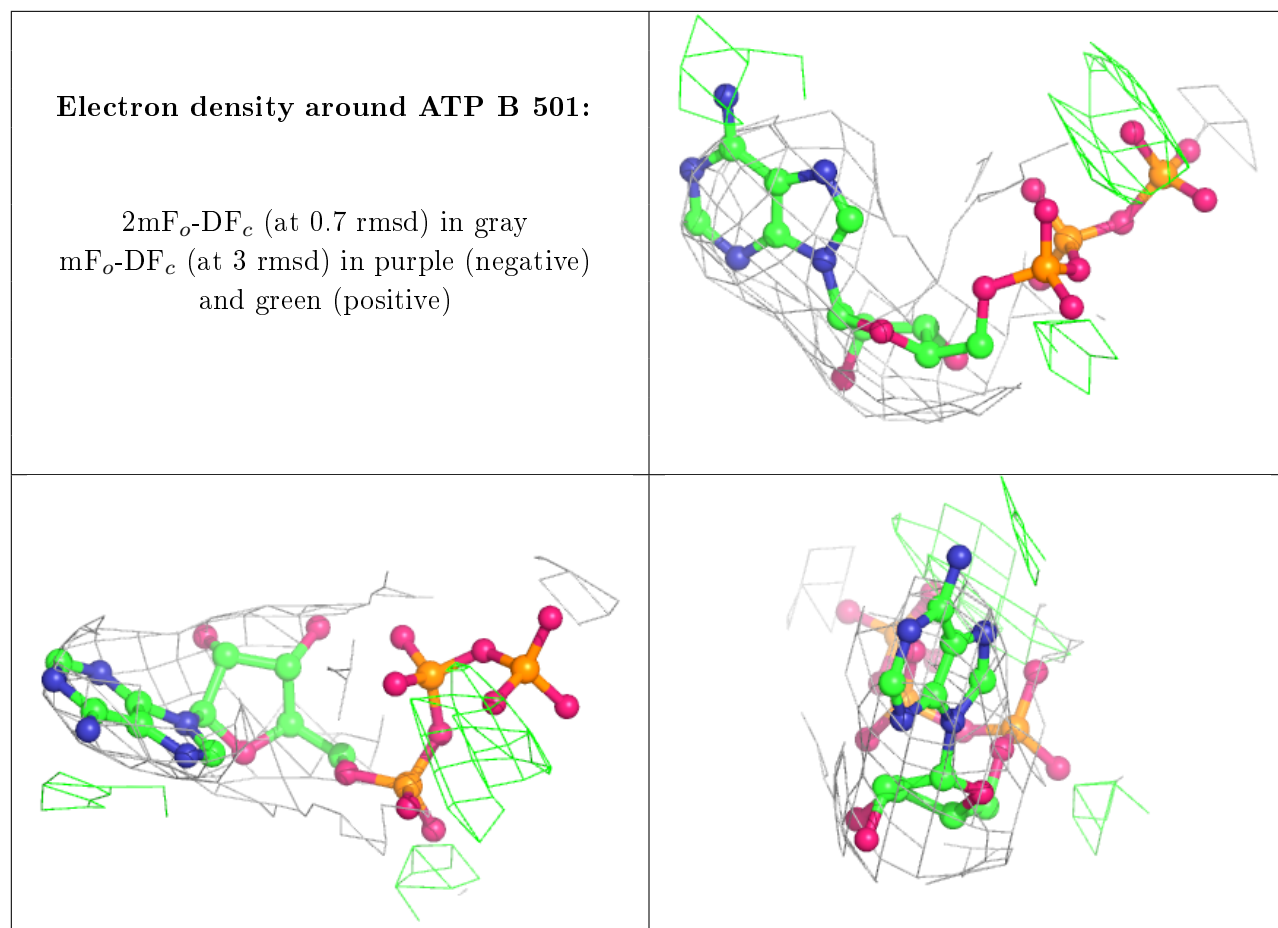 Electron density around ATP B 501:
2mFo-DFc (at 0.7 rmsd) in gray
mFo-DFc (at 3 rmsd) in purple (negative)
and green (positive)